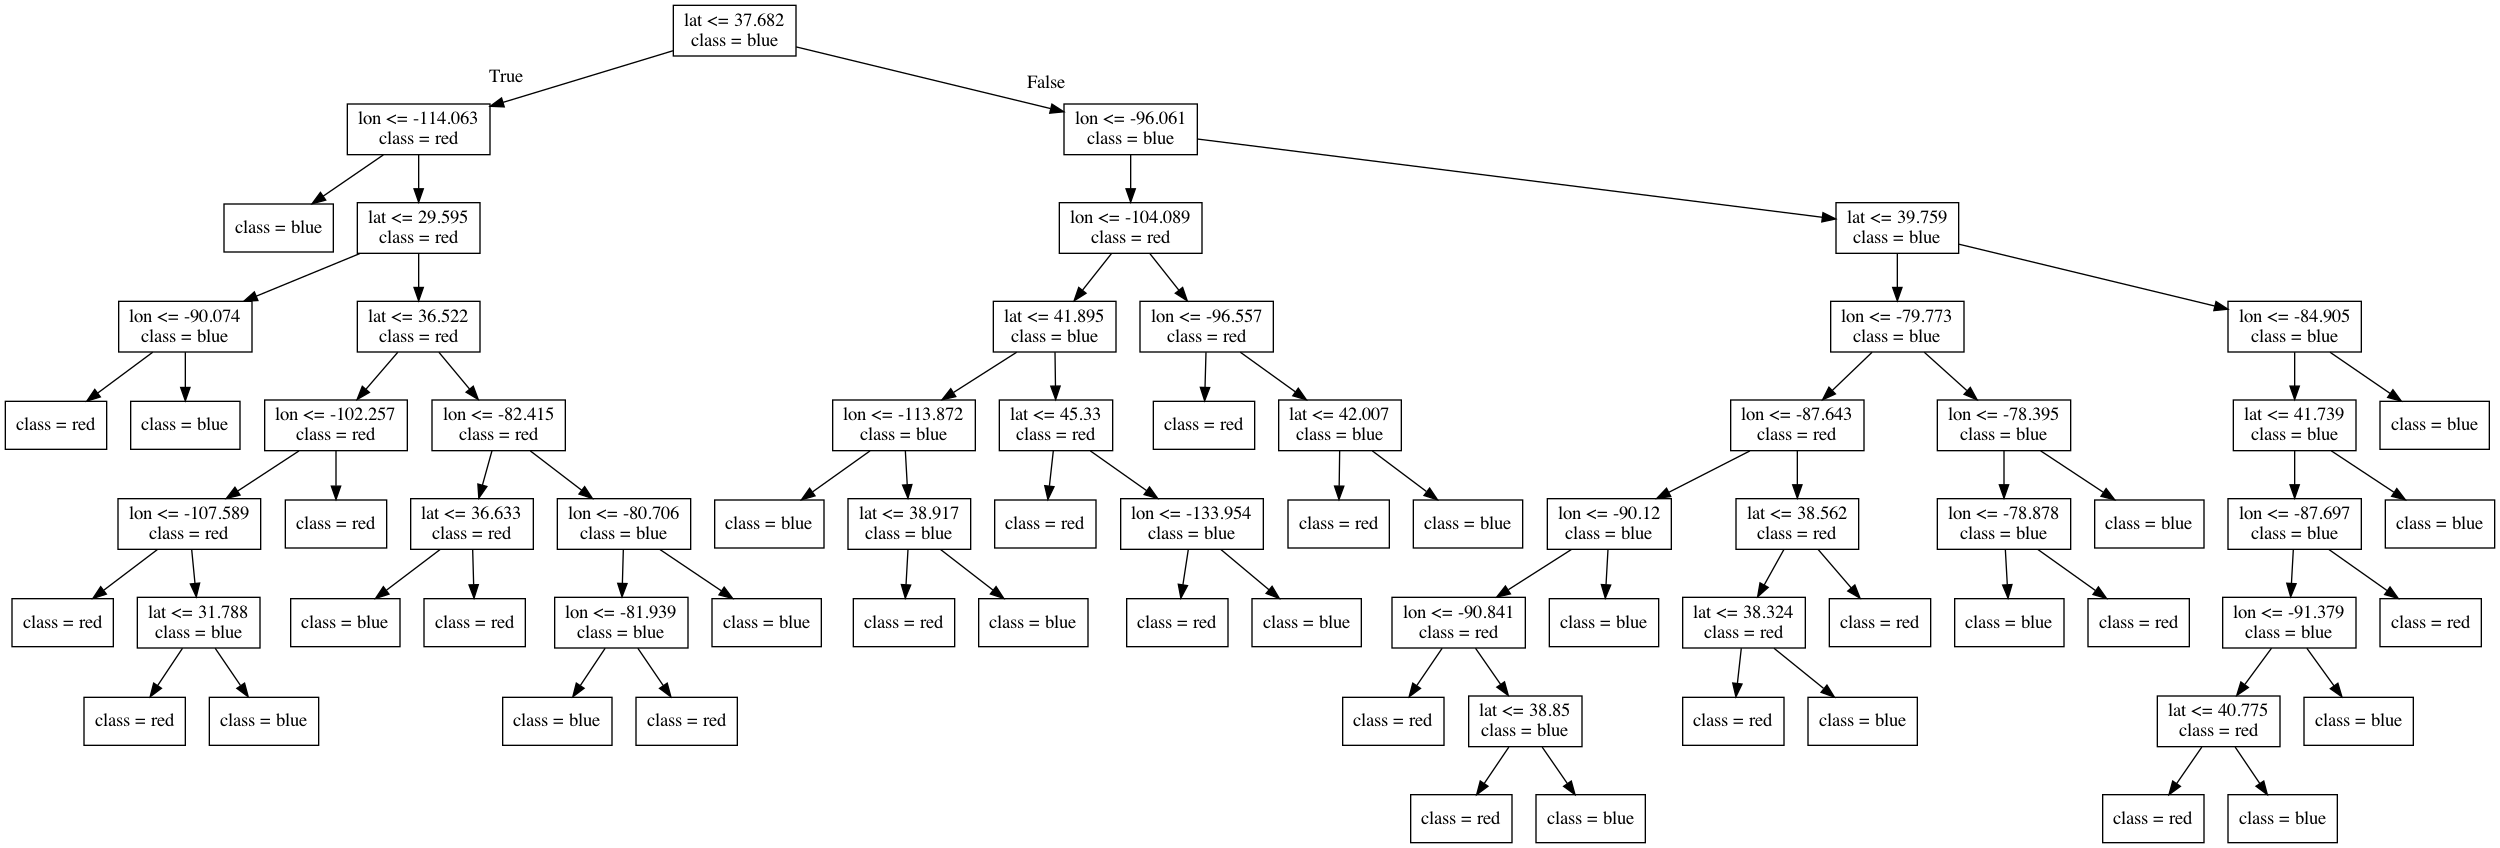 lat <= 37.682
class = blue
True
False
lon <= -114.063
class = red
lon <= -96.061
class = blue
class = blue
lat <= 29.595
class = red
lon <= -104.089
class = red
lat <= 39.759
class = blue
lon <= -90.074
class = blue
lat <= 36.522
class = red
lat <= 41.895
class = blue
lon <= -96.557
class = red
lon <= -79.773
class = blue
lon <= -84.905
class = blue
class = red
class = blue
lon <= -102.257
class = red
lon <= -82.415
class = red
lon <= -113.872
class = blue
lat <= 45.33
class = red
class = red
lat <= 42.007
class = blue
lon <= -87.643
class = red
lon <= -78.395
class = blue
lat <= 41.739
class = blue
class = blue
lon <= -107.589
class = red
class = red
lat <= 36.633
class = red
lon <= -80.706
class = blue
class = blue
lat <= 38.917
class = blue
class = red
lon <= -133.954
class = blue
class = red
class = blue
lon <= -90.12
class = blue
lat <= 38.562
class = red
lon <= -78.878
class = blue
class = blue
lon <= -87.697
class = blue
class = blue
class = red
lat <= 31.788
class = blue
class = blue
class = red
lon <= -81.939
class = blue
class = blue
class = red
class = blue
class = red
class = blue
lon <= -90.841
class = red
class = blue
lat <= 38.324
class = red
class = red
class = blue
class = red
lon <= -91.379
class = blue
class = red
class = red
class = blue
class = blue
class = red
class = red
lat <= 38.85
class = blue
class = red
class = blue
lat <= 40.775
class = red
class = blue
class = red
class = blue
class = red
class = blue